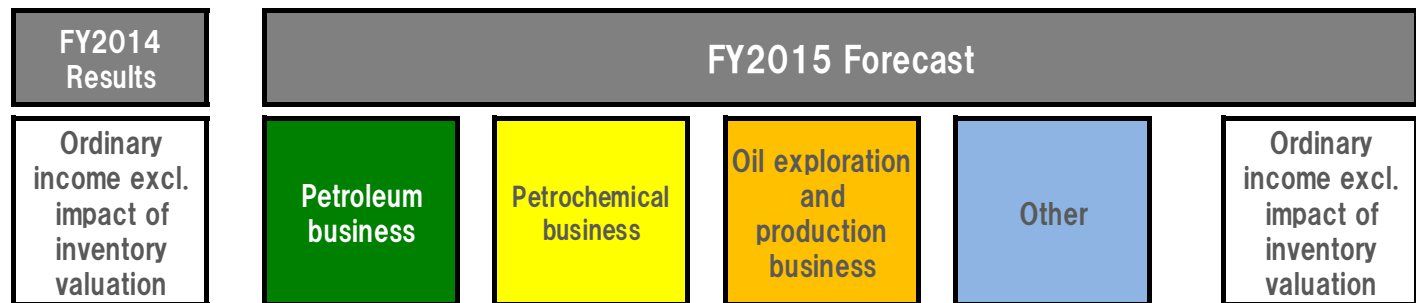 FY2014
Results
FY2015 Forecast
Ordinary
income excl.
impact of
inventory
valuation
Petroleum
business
Petrochemical
business
Oil exploration
and
production
business
Other
Ordinary
income excl.
impact of
inventory
valuation